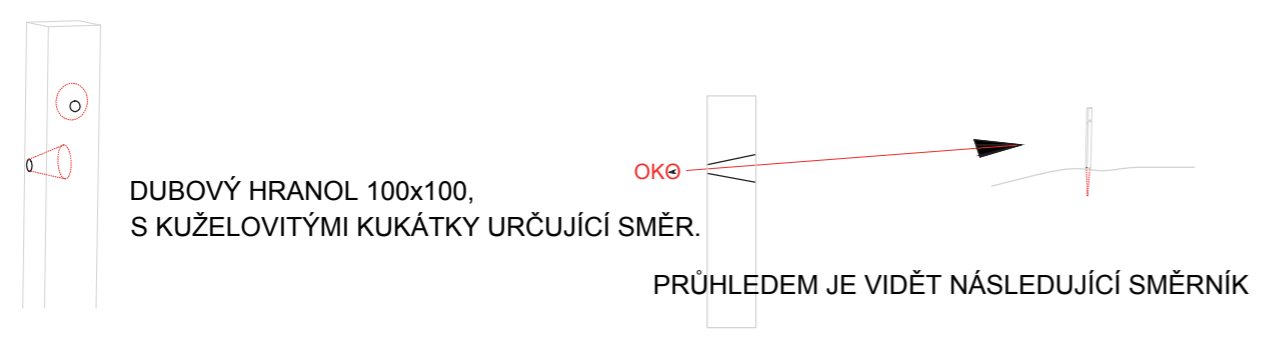 DUBOVÝ HRANOL 100x100,
S KUŽELOVITÝMI KUKÁTKY URČUJÍCÍ SMĚR.
OKO
PRŮHLEDEM JE VIDĚT NÁSLEDUJÍCÍ SMĚRNÍK